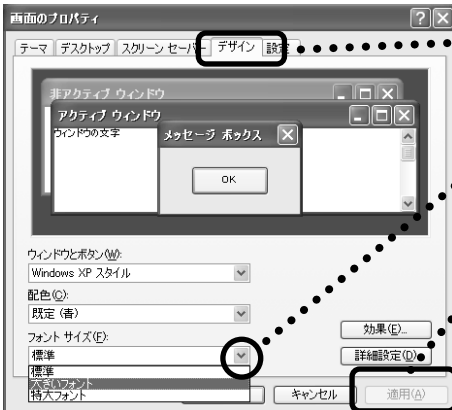 画面のプロパティ
テーマ デスクトップ スクリーン セーバー デザイン 設定
非アクティブ ウィンドウ
アクティブ ウィンドウ
ウィンドウの文字
メッセージ ボックス
OK
ウィンドウとボタン(W):
Windows XP スタイル
配色(C):
既定 (青)
フォント サイズ(F):
標準
標準
大きいフォント
特大フォント
効果(E)...
詳細設定(D)
キャンセル
適用(A)